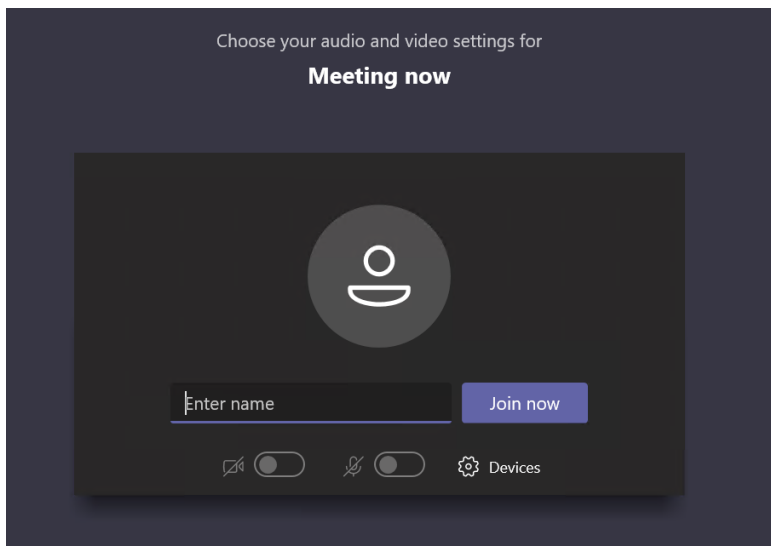 Choose your audio and video settings for
Meeting now
Enter name
Join now
Devices